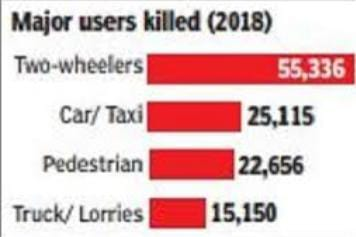 Major users killed (2018)
Two-wheelers 55,336
Car/ Taxi 25,115
Pedestrian 22,656
Truck/ Lorries 15,150